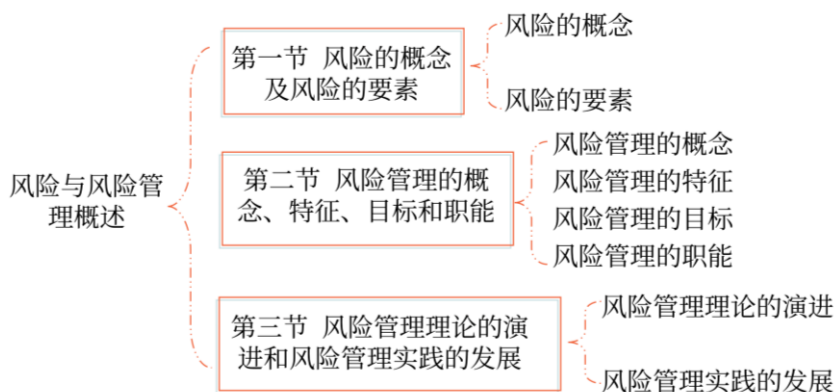 风险与风险管
理概述
第一节 风险的概念
及风险的要素
风险的概念
风险的要素
第二节 风险管理的概
念、特征、目标和职能
风险管理的概念
风险管理的特征
风险管理的目标
风险管理的职能
第三节 风险管理理论的演
进和风险管理实践的发展
风险管理理论的演进
风险管理实践的发展